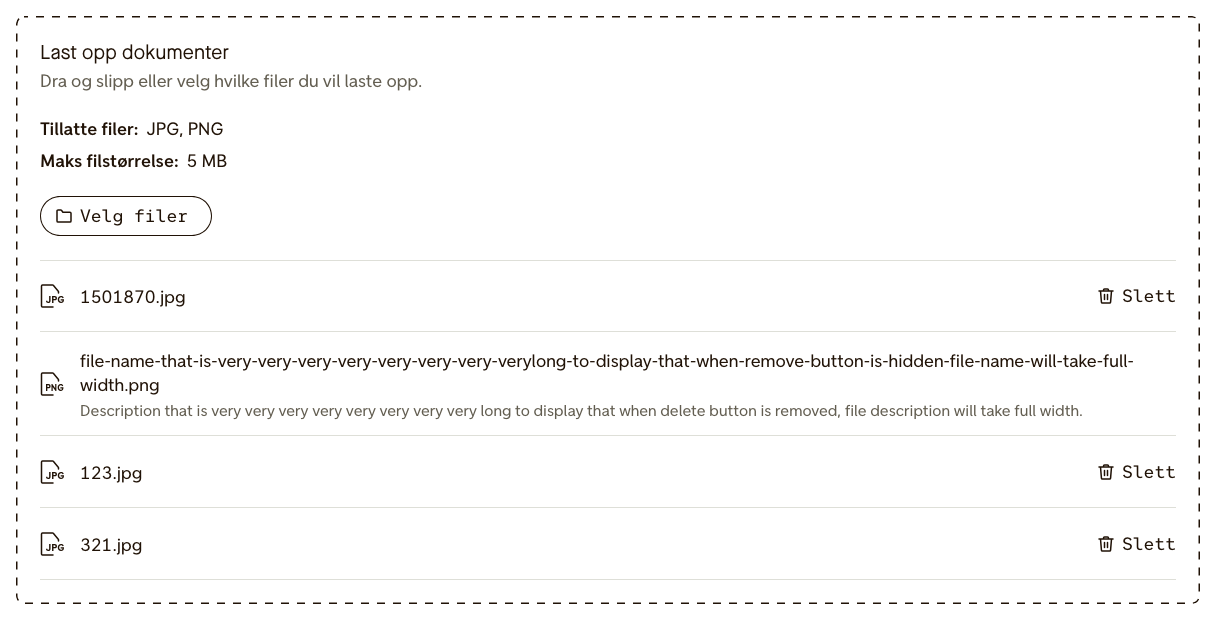 Last opp dokumenter
Dra og slipp eller velg hvilke filer du vil laste opp.
Tillatte filer: JPG, PNG
Maks filstørrelse: 5 MB
Velg filer
JPG 1501870.jpg Slett
file-name-that-is-very-very-very-very-very-very-very-verylong-to-display-that-when-remove-button-is-hidden-file-name-will-take-full-
PNG width.png
Description that is very very very very very very very very long to display that when delete button is removed, file description will take full width.
JPG 123.jpg Slett
JPG 321.jpg Slett